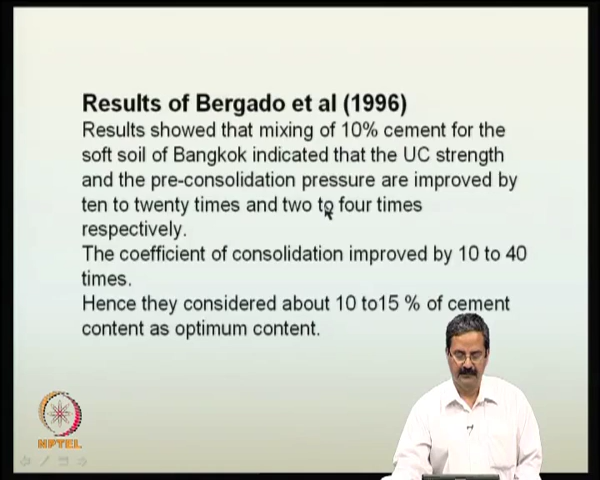 Results of Bergado et al (1996)
Results showed that mixing of 10% cement for the
soft soil of Bangkok indicated that the UC strength
and the pre-consolidation pressure are improved by
ten to twenty times and two to four times
respectively.
The coefficient of consolidation improved by 10 to 40
times.
Hence they considered about 10 to15 % of cement
content as optimum content.
NPTEL